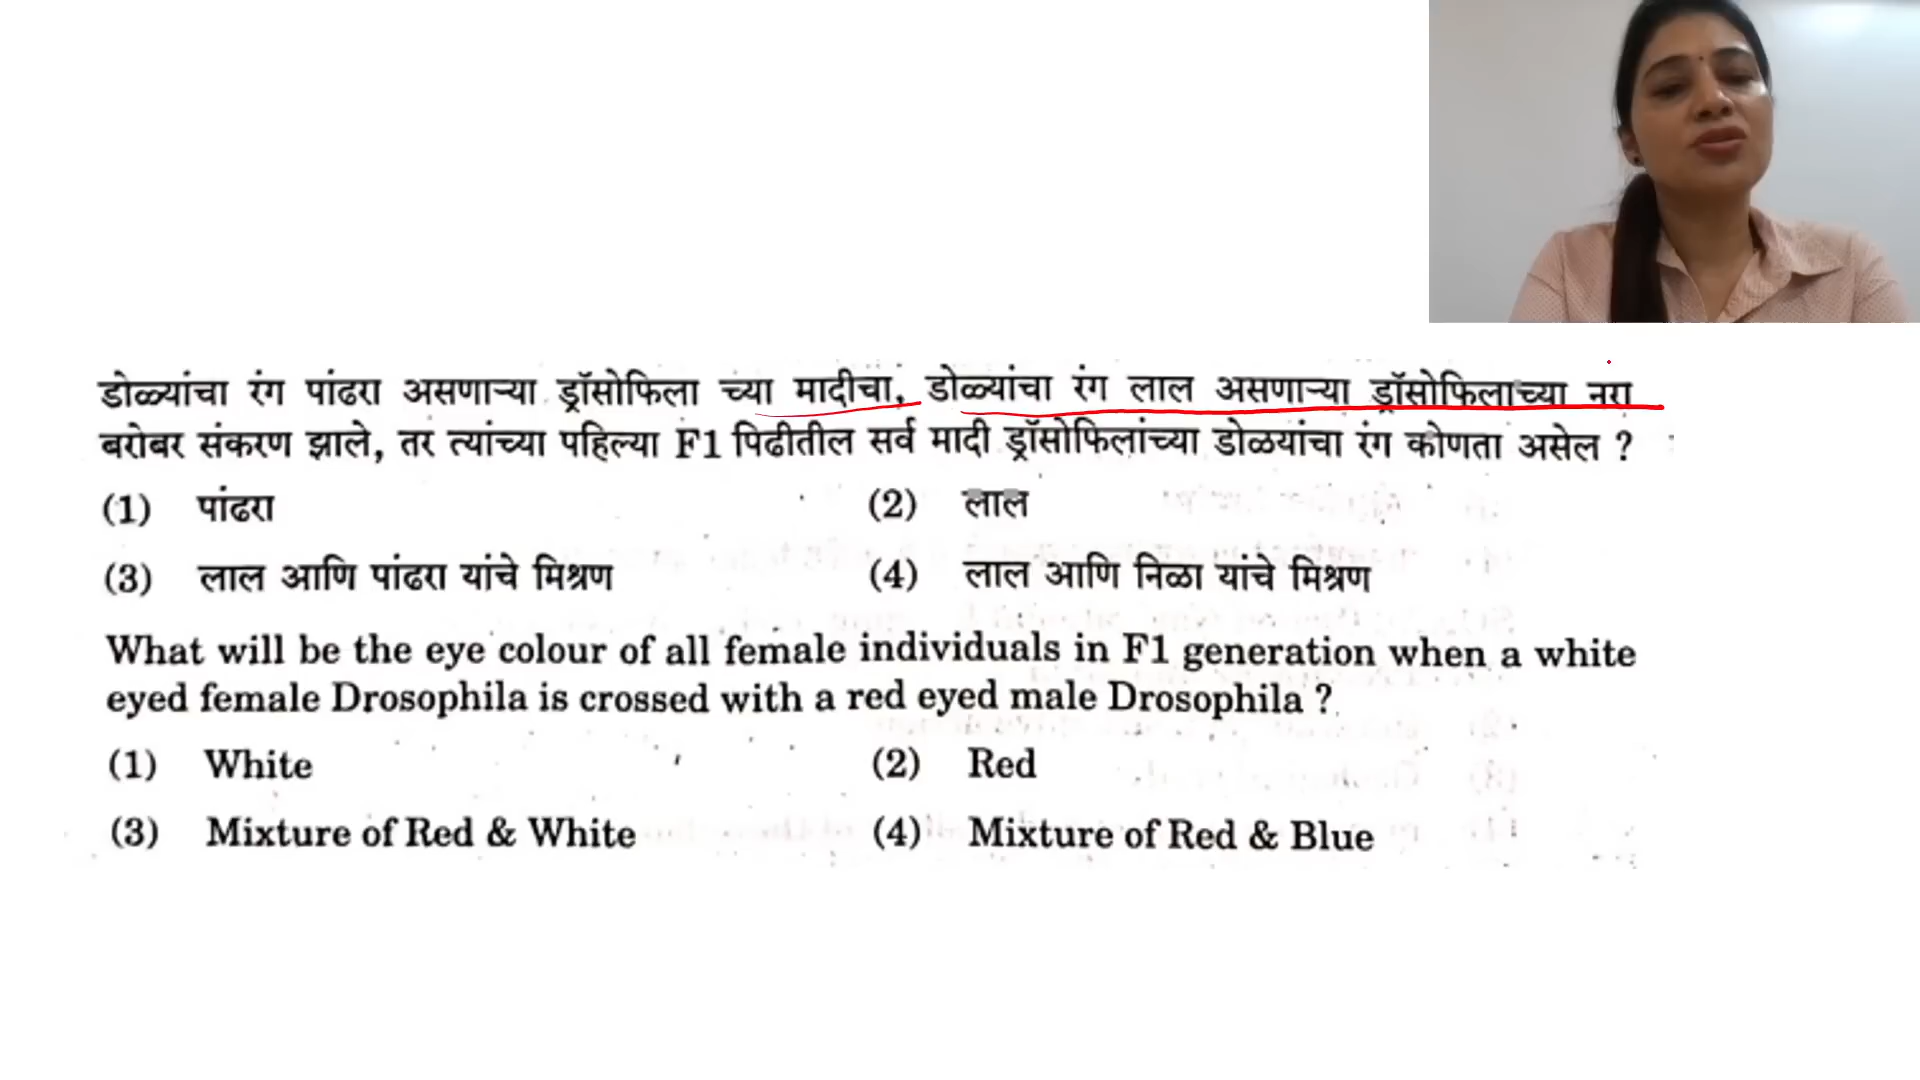 डोळ्यांचा रंग पांढरा असणाऱ्या ड्रॉसोफिला च्या मादीचा, डोळ्यांचा रंग लाल असणाऱ्या ड्रॉसोफिलाच्या नरा
बरोबर संकरण झाले, तर त्यांच्या पहिल्या F1 पिढीतील सर्व मादी ड्रॉसोफिलांच्या डोळयांचा रंग कोणता असेल ?
(1) पांढरा (2) लाल
(3) लाल आणि पांढरा यांचे मिश्रण (4) लाल आणि निळा यांचे मिश्रण
What will be the eye colour of all female individuals in F1 generation when a white
eyed female Drosophila is crossed with a red eyed male Drosophila ?
(1) White (2) Red
(3) Mixture of Red & White (4) Mixture of Red & Blue